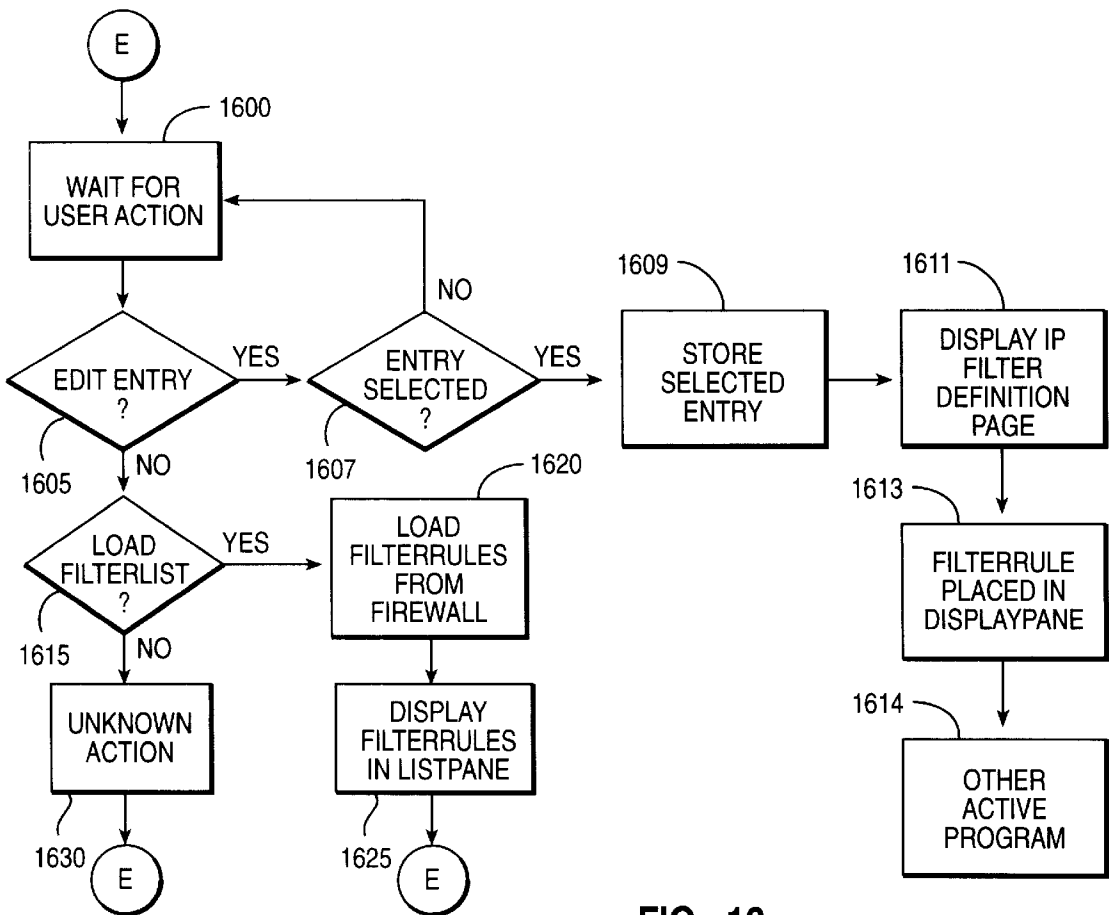 E
1600
WAIT FOR
USER ACTION
NO
1609
1611
EDIT ENTRY
?
YES
1605
NO
ENTRY
SELECTED
?
YES
1607
STORE
SELECTED
ENTRY
DISPLAY IP
FILTER
DEFINITION
PAGE
1613
FILTERRULE
PLACED IN
DISPLAYPANE
1614
OTHER
ACTIVE
PROGRAM
LOAD
FILTERLIST
?
YES
1615
NO
1620
LOAD
FILTERRULES
FROM
FIREWALL
UNKNOWN
ACTION
1630
E
DISPLAY
FILTERRULES
IN LISTPANE
1625
E
FIG. 16